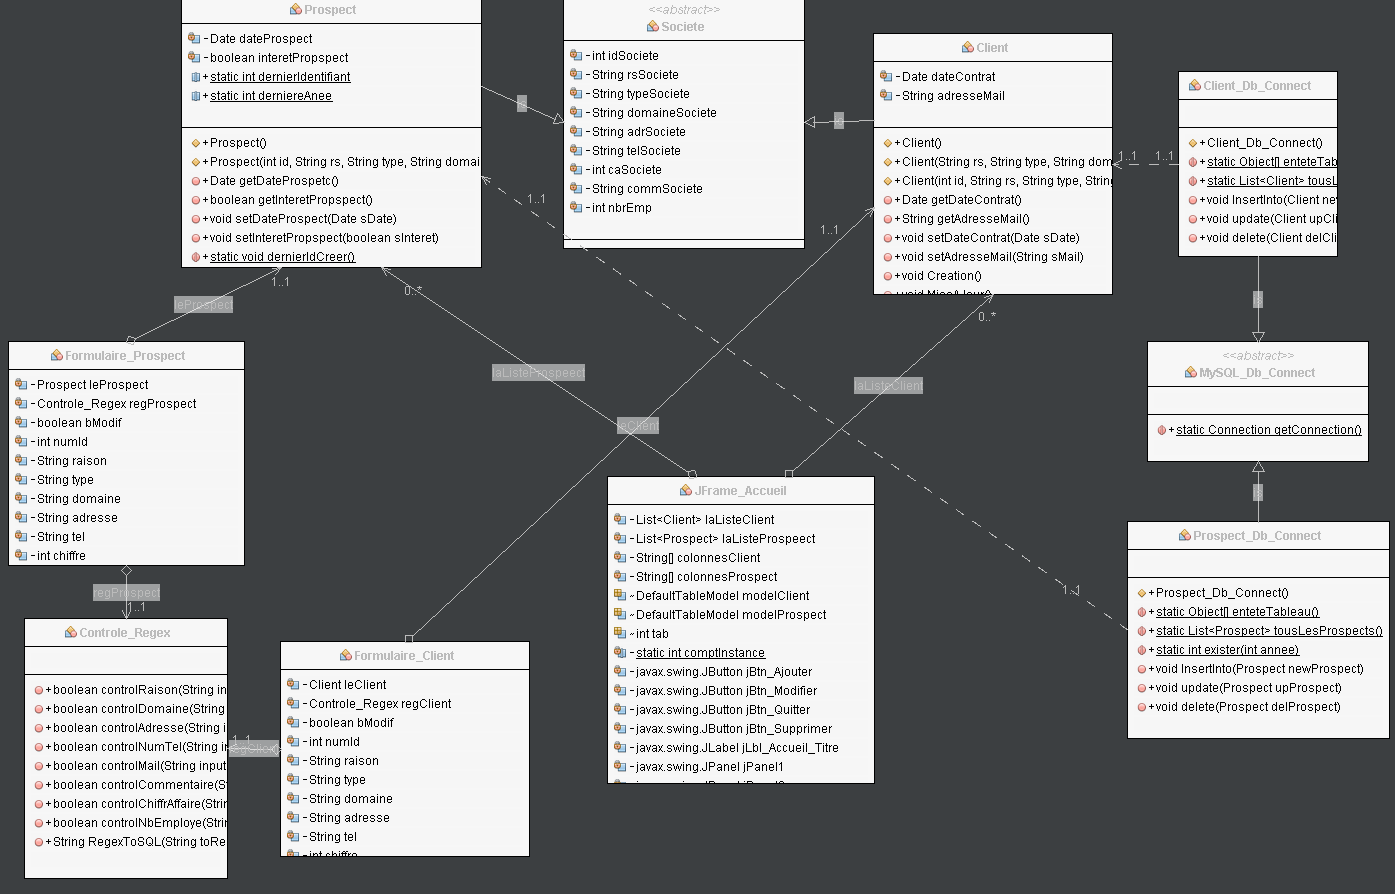 Prospect
- Date dateProspect
- boolean interetPropspect
+ static int dernierIdentifiant
+ static int derniereAnee
+ Prospect()
+ Prospect(int id, String rs, String type, String domai
+ Date getDateProspetc()
+ boolean getInteretPropspect()
+ void setDateProspect(Date sDate)
+ void setInteretPropspect(boolean sInteret)
+ static void dernierIdCreer()
<<abstract>>
Societe
- int idSociete
- String rsSociete
- String typeSociete
- String domaineSociete
- String adrSociete
- String telSociete
- int caSociete
- String commSociete
- int nbrEmp
Client
- Date dateContrat
- String adresseMail
+ Client()
+ Client(String rs, String type, String dom
+ Client(int id, String rs, String type, String
+ Date getDateContrat()
+ String getAdresseMail()
+ void setDateContrat(Date sDate)
+ void setAdresseMail(String sMail)
+ void Creation()
Client_Db_Connect
+ Client_Db_Connect()
+ static Object[] enteteTab
+ static List<Client> tousL
+ void InsertInto(Client ne
+ void update(Client upCli
+ void delete(Client delCli
1..1
1..1
1..1
1..1
1..1
0..*
0..*
leProspect
laListeProspeect
laListeClient
leClient
<<abstract>>
MySQL_Db_Connect
+ static Connection getConnection()
Formulaire_Prospect
- Prospect leProspect
- Controle_Regex regProspect
- boolean bModif
- int numId
- String raison
- String type
- String domaine
- String adresse
- String tel
- int chiffre
regProspect
1..1
JFrame_Accueil
- List<Client> laListeClient
- List<Prospect> laListeProspeect
- String[] colonnesClient
- String[] colonnesProspect
~ DefaultTableModel modelClient
~ DefaultTableModel modelProspect
~ int tab
- static int comptInstance
- javax.swing.JButton jBtn_Ajouter
- javax.swing.JButton jBtn_Modifier
- javax.swing.JButton jBtn_Quitter
- javax.swing.JButton jBtn_Supprimer
- javax.swing.JLabel jLbl_Accueil_Titre
- javax.swing.JPanel jPanel1
Prospect_Db_Connect
+ Prospect_Db_Connect()
+ static Object[] enteteTableau()
+ static List<Prospect> tousLesProspects()
+ static int exister(int annee)
+ void InsertInto(Prospect newProspect)
+ void update(Prospect upProspect)
+ void delete(Prospect delProspect)
1..1
Controle_Regex
+ boolean controlRaison(String in
+ boolean controlDomaine(String
+ boolean controlAdresse(String i
+ boolean controlNumTel(String in
+ boolean controlMail(String input
+ boolean controlCommentaire(St
+ boolean controlChiffrAffaire(Strin
+ boolean controlNbEmploye(Strin
+ String RegexToSQL(String toRe
1..1
Formulaire_Client
- Client leClient
- Controle_Regex regClient
- boolean bModif
- int numId
- String raison
- String type
- String domaine
- String adresse
- String tel
- int chiffre